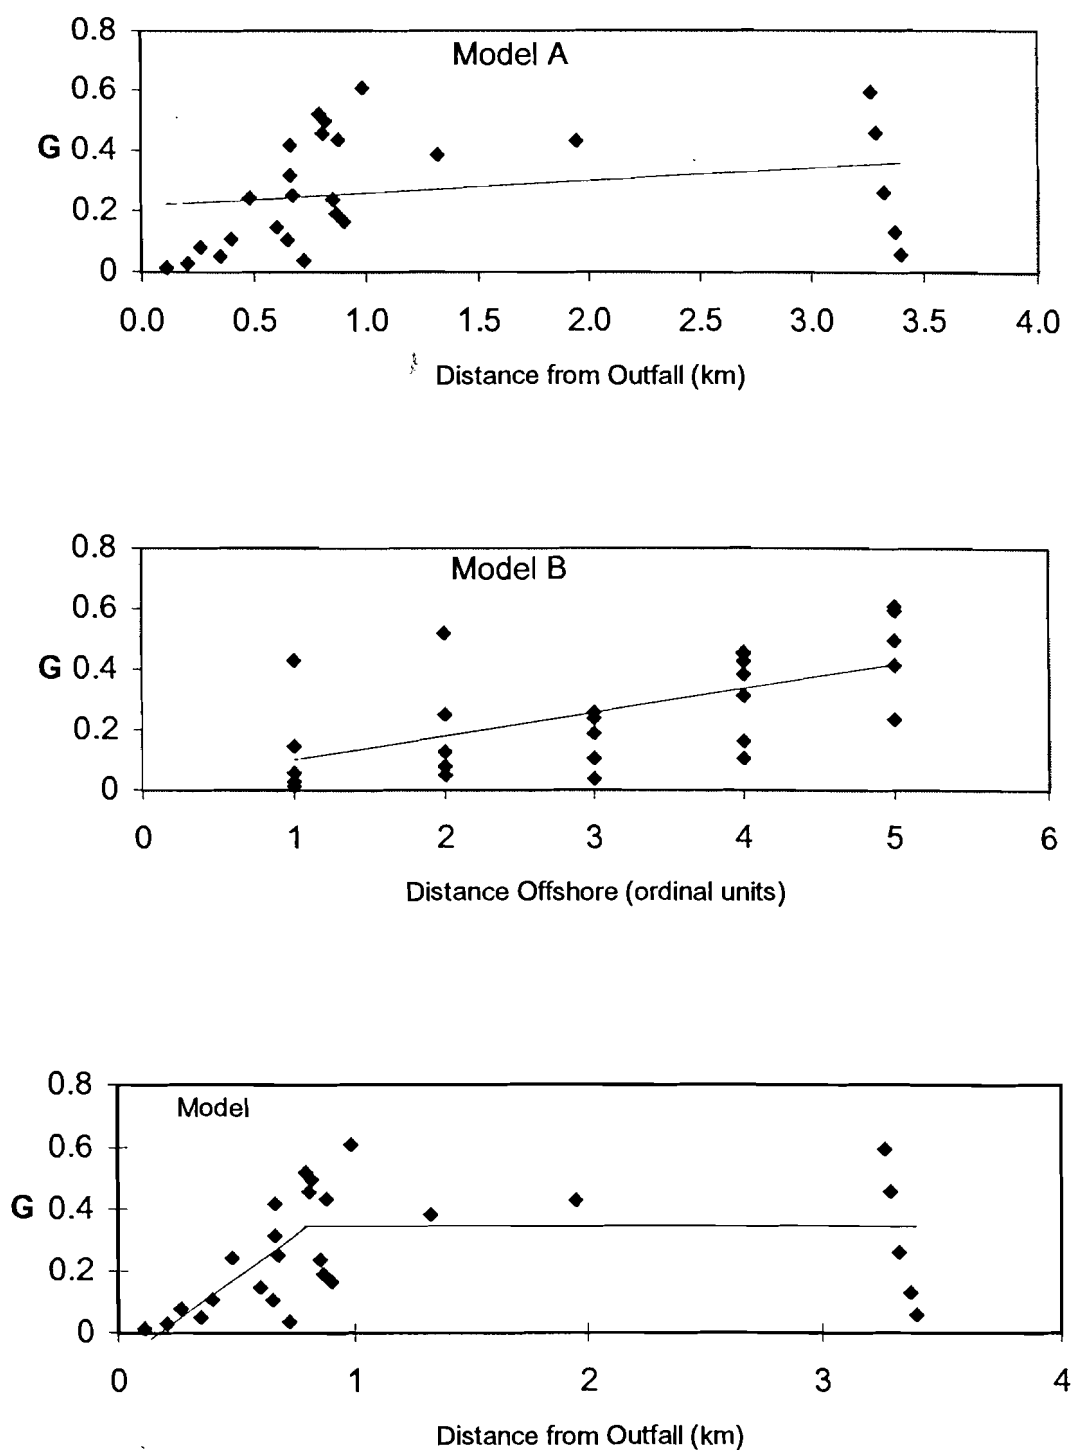 0.8
Model A
0.6
G 0.4
0.2
0
0.0 0.5 1.0 1.5 2.0 2.5 3.0 3.5 4.0
Distance from Outfall (km)
0.8
Model B
0.6
G 0.4
0.2
0
0 1 2 3 4 5 6
Distance Offshore (ordinal units)
0.8
Model
0.6
G 0.4
0.2
0
0 1 2 3 4
Distance from Outfall (km)